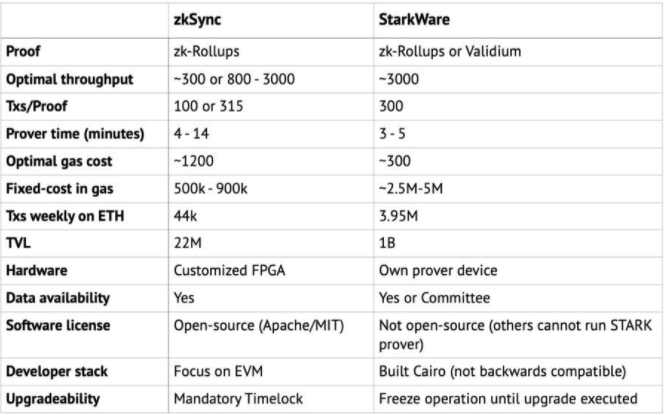 zkSync StarkWare
Proof zk-Rollups zk-Rollups or Validium
Optimal throughput ~300 or 800 - 3000 ~3000
Txs/Proof 100 or 315 300
Prover time (minutes) 4 - 14 3 - 5
Optimal gas cost ~1200 ~300
Fixed-cost in gas 500k - 900k ~2.5M-5M
Txs weekly on ETH 44k 3.95M
TVL 22M 1B
Hardware Customized FPGA Own prover device
Data availability Yes Yes or Committee
Software license Open-source (Apache/MIT) Not open-source (others cannot run STARK
prover)
Developer stack Focus on EVM Built Cairo (not backwards compatible)
Upgradeability Mandatory Timelock Freeze operation until upgrade executed